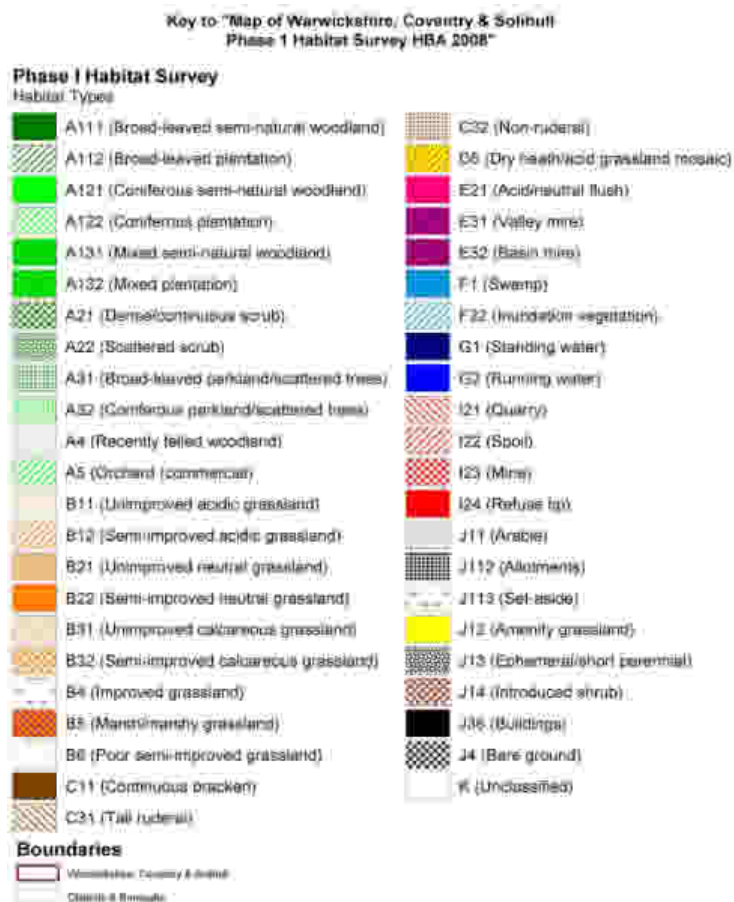 Key to "Map of Warwickshire, Coventry & Solihull
Phase 1 Habitat Survey HBA 2008"
Phase I Habitat Survey
Habitat Types
A111 (Broad-leaved semi-natural woodland)
A112 (Broad-leaved plantation)
A121 (Coniferous semi-natural woodland)
A122 (Coniferous plantation)
A131 (Mixed semi-natural woodland)
A132 (Mixed plantation)
A21 (Dense/continuous scrub)
A22 (Scattered scrub)
A31 (Broad-leaved parkland/scattered trees)
A32 (Coniferous parkland/scattered trees)
A4 (Recently felled woodland)
A5 (Orchard (commercial)
B11 (Unimproved acidic grassland)
B12 (Semi-improved acidic grassland)
B21 (Unimproved neutral grassland)
B22 (Semi-improved neutral grassland)
B31 (Unimproved calcareous grassland)
B32 (Semi-improved calcareous grassland)
B4 (Improved grassland)
B5 (Marsh/marshy grassland)
B6 (Poor semi-improved grassland)
C11 (Continuous bracken)
C31 (Tall ruderal)
C32 (Non-ruderal)
D5 (Dry heath/acid grassland mosaic)
E21 (Acid/neutral flush)
E31 (Valley mire)
E32 (Basin mire)
F1 (Swamp)
F22 (Inundation vegetation)
G1 (Standing water)
G2 (Running water)
I21 (Quarry)
I22 (Spoil)
I23 (Mine)
I24 (Refuse tip)
J11 (Arable)
J112 (Allotments)
J113 (Set-aside)
J12 (Amenity grassland)
J13 (Ephemeral/short perennial)
J14 (Introduced shrub)
J36 (Buildings)
J4 (Bare ground)
K (Unclassified)
Boundaries
Warwickshire, Coventry & Solihull
Districts & Boroughs